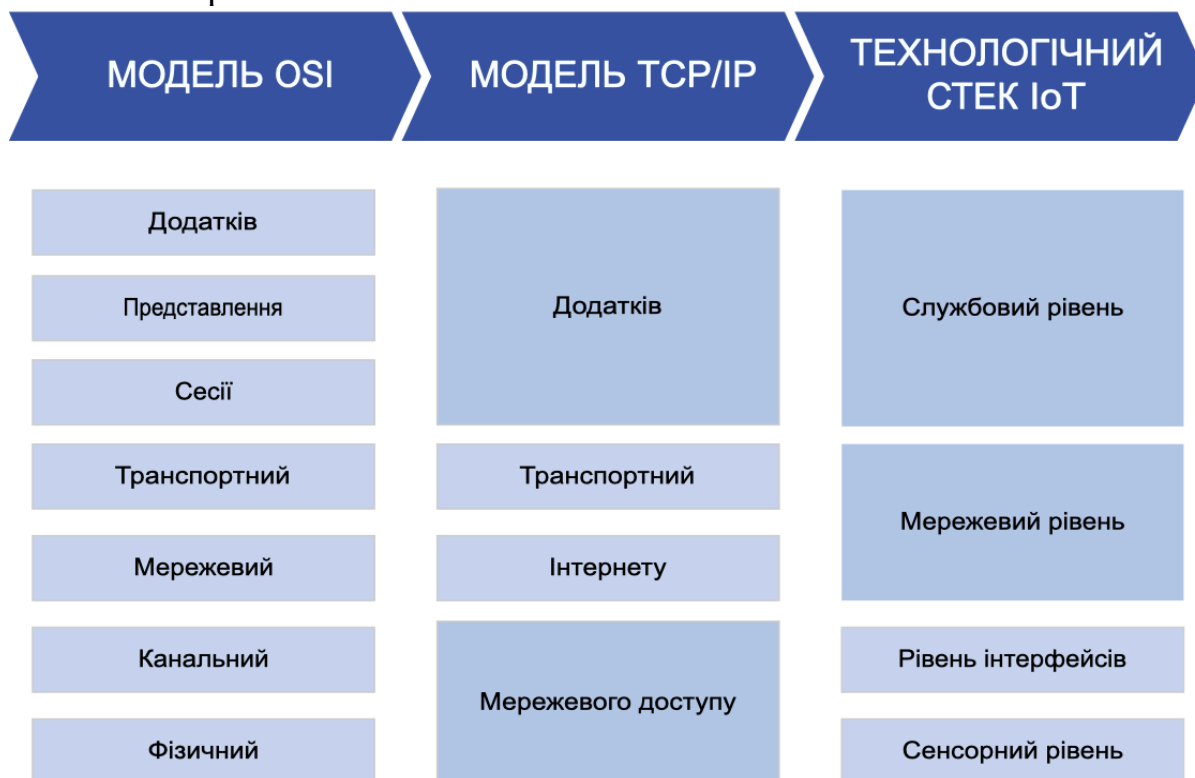 МОДЕЛЬ OSI
МОДЕЛЬ TCP/IP
ТЕХНОЛОГІЧНИЙ
СТЕК IoT
Додатків
Представлення
Сесії
Транспортний
Мережевий
Канальний
Фізичний
Додатків
Транспортний
Інтернету
Мережевого доступу
Службовий рівень
Мережевий рівень
Рівень інтерфейсів
Сенсорний рівень